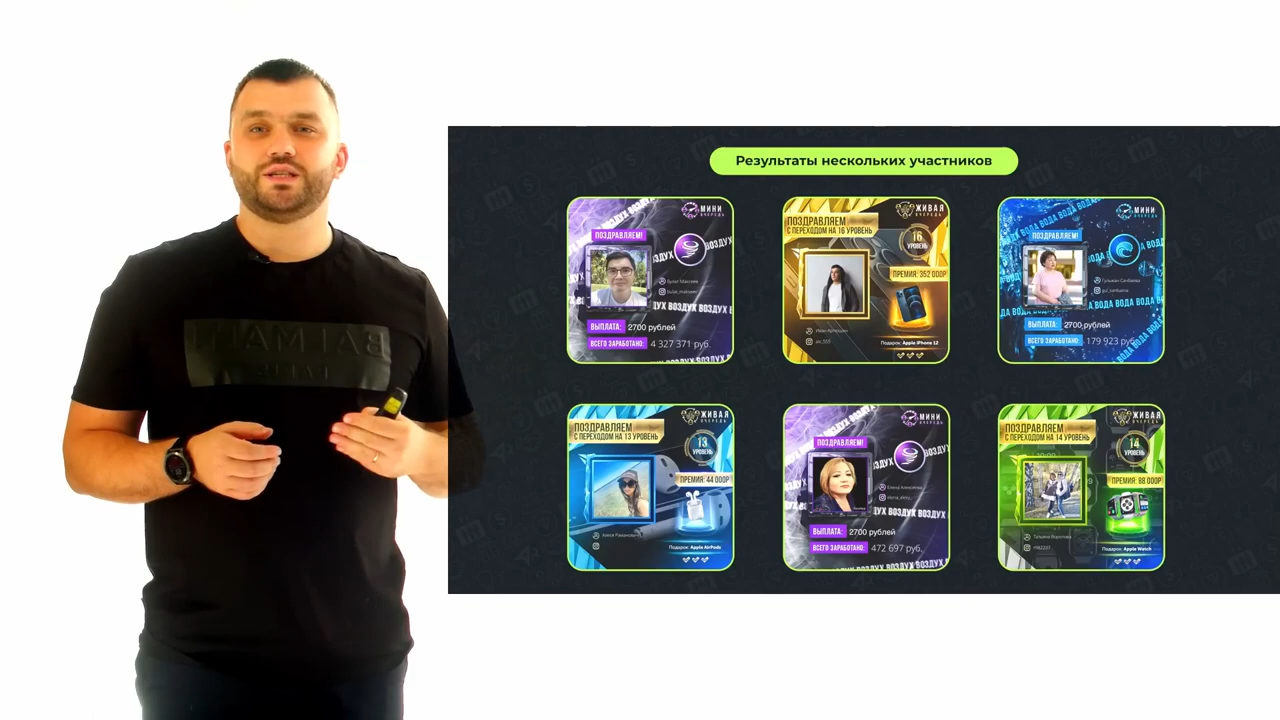 Результаты нескольких участников
МИНИ
ОЧЕРЕДЬ
ПОЗДРАВЛЯЕМ!
ВОЗДУХ ВОЗДУХ
ВЫПЛАТА: 2700 рублей
ВСЕГО ЗАРАБОТАНО: 4 327 371 руб.
ЖИВАЯ
ОЧЕРЕДЬ
ПОЗДРАВЛЯЕМ
С ПЕРЕХОДОМ НА 16 УРОВЕНЬ
16
УРОВЕНЬ
ПРЕМИЯ: 352 000Р
Подарок: Apple iPhone 12
МИНИ
ОЧЕРЕДЬ
ВОДА ВОДА ВОДА
ПОЗДРАВЛЯЕМ!
ВОДА ВОДА ВОДА
ВЫПЛАТА: 2700 рублей
ВСЕГО ЗАРАБОТАНО: 179 923 руб.
ЖИВАЯ
ОЧЕРЕДЬ
ПОЗДРАВЛЯЕМ
С ПЕРЕХОДОМ НА 13 УРОВЕНЬ
13
УРОВЕНЬ
ПРЕМИЯ: 44 000Р
Подарок: Apple AirPods
МИНИ
ОЧЕРЕДЬ
ПОЗДРАВЛЯЕМ!
ВОЗДУХ ВОЗДУХ
ВЫПЛАТА: 2700 рублей
ВСЕГО ЗАРАБОТАНО: 472 697 руб.
ЖИВАЯ
ОЧЕРЕДЬ
ПОЗДРАВЛЯЕМ
С ПЕРЕХОДОМ НА 14 УРОВЕНЬ
14
УРОВЕНЬ
ПРЕМИЯ: 88 000Р
Подарок: Apple Watch